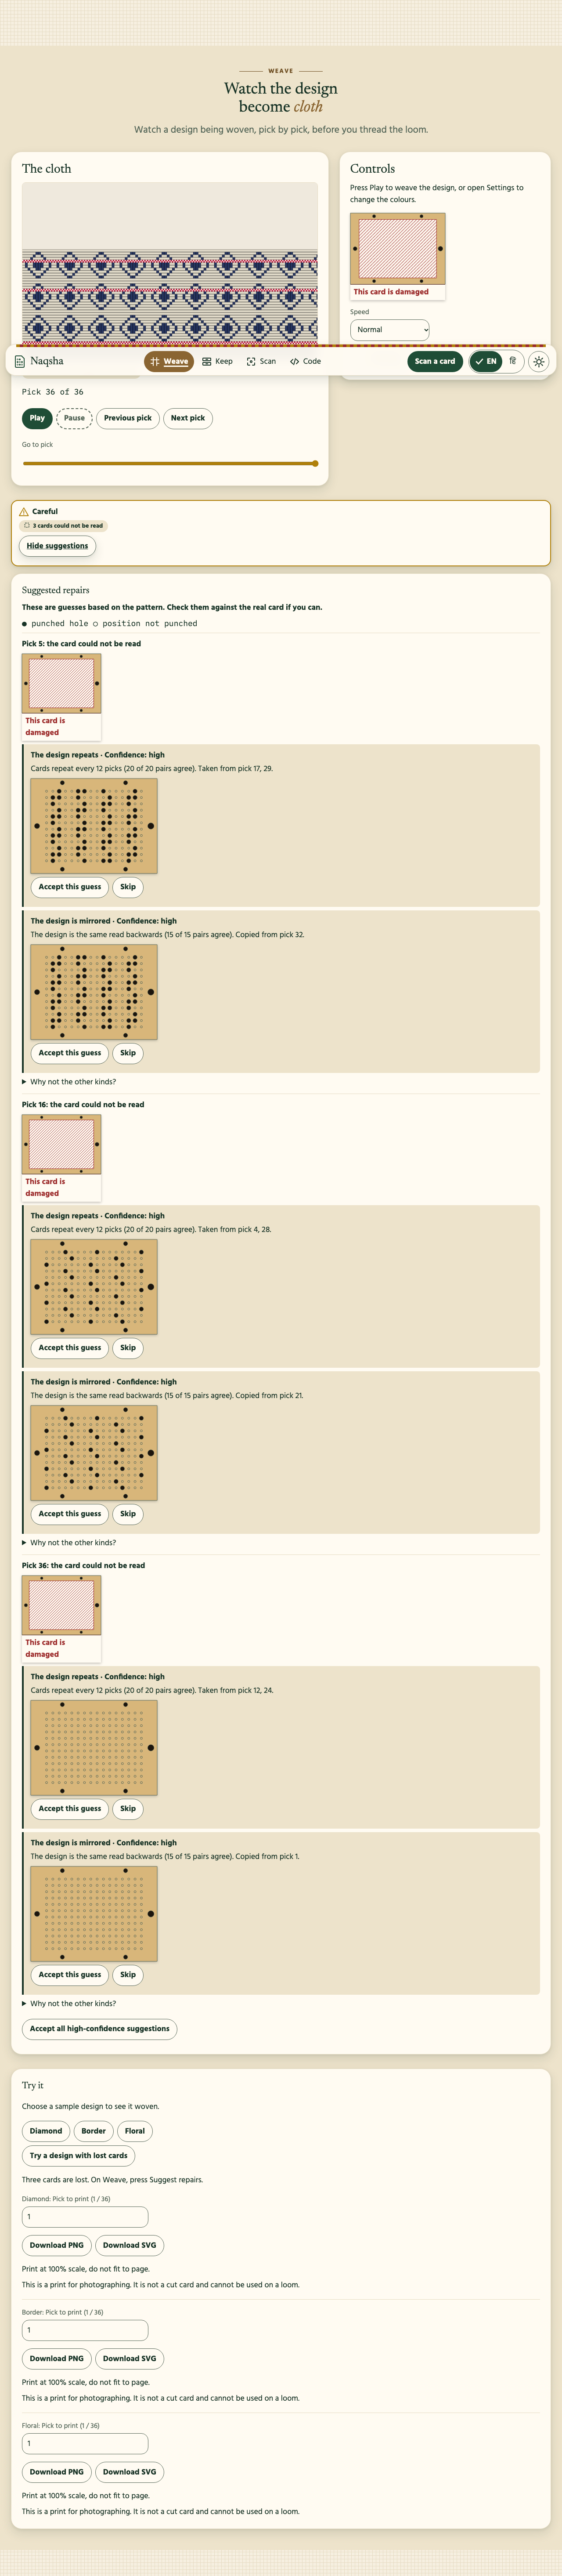 WEAVE
Watch the design
become cloth
Watch a design being woven, pick by pick, before you thread the loom.
The cloth
Controls
Press Play to weave the design, or open Settings to
change the colours.
This card is damaged
Speed
Normal
Naqsha
Weave
Keep
Scan
Code
Scan a card
EN
हिं
Pick 36 of 36
Play
Pause
Previous pick
Next pick
Go to pick
Careful
3 cards could not be read
Hide suggestions
Suggested repairs
These are guesses based on the pattern. Check them against the real card if you can.
● punched hole ○ position not punched
Pick 5: the card could not be read
This card is
damaged
The design repeats · Confidence: high
Cards repeat every 12 picks (20 of 20 pairs agree). Taken from pick 17, 29.
Accept this guess
Skip
The design is mirrored · Confidence: high
The design is the same read backwards (15 of 15 pairs agree). Copied from pick 32.
Accept this guess
Skip
Why not the other kinds?
Pick 16: the card could not be read
This card is
damaged
The design repeats · Confidence: high
Cards repeat every 12 picks (20 of 20 pairs agree). Taken from pick 4, 28.
Accept this guess
Skip
The design is mirrored · Confidence: high
The design is the same read backwards (15 of 15 pairs agree). Copied from pick 21.
Accept this guess
Skip
Why not the other kinds?
Pick 36: the card could not be read
This card is
damaged
The design repeats · Confidence: high
Cards repeat every 12 picks (20 of 20 pairs agree). Taken from pick 12, 24.
Accept this guess
Skip
The design is mirrored · Confidence: high
The design is the same read backwards (15 of 15 pairs agree). Copied from pick 1.
Accept this guess
Skip
Why not the other kinds?
Accept all high-confidence suggestions
Try it
Choose a sample design to see it woven.
Diamond
Border
Floral
Try a design with lost cards
Three cards are lost. On Weave, press Suggest repairs.
Diamond: Pick to print (1 / 36)
1
Download PNG
Download SVG
Print at 100% scale, do not fit to page.
This is a print for photographing. It is not a cut card and cannot be used on a loom.
Border: Pick to print (1 / 36)
1
Download PNG
Download SVG
Print at 100% scale, do not fit to page.
This is a print for photographing. It is not a cut card and cannot be used on a loom.
Floral: Pick to print (1 / 36)
1
Download PNG
Download SVG
Print at 100% scale, do not fit to page.
This is a print for photographing. It is not a cut card and cannot be used on a loom.